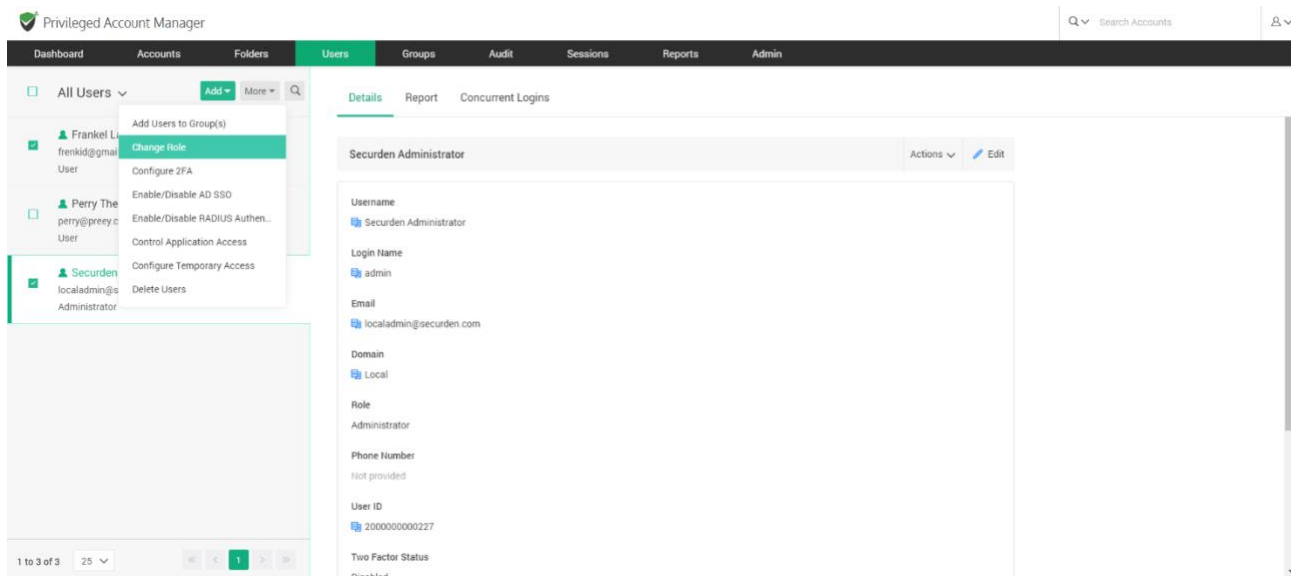 Privileged Account Manager
Search Accounts
Dashboard Accounts Folders Users Groups Audit Sessions Reports Admin
All Users Add More
Add Users to Group(s)
Change Role
Configure 2FA
Enable/Disable AD SSO
Enable/Disable RADIUS Authen...
Control Application Access
Configure Temporary Access
Delete Users
Frankel
frenkid@gmai
User
Perry The
perry@preey.c
User
Securden
localadmin@s
Administrator
1 to 3 of 3 25 1
Details Report Concurrent Logins
Securden Administrator Actions Edit
Username
Securden Administrator
Login Name
admin
Email
localadmin@securden.com
Domain
Local
Role
Administrator
Phone Number
Not provided
User ID
2000000000227
Two Factor Status
Disabled